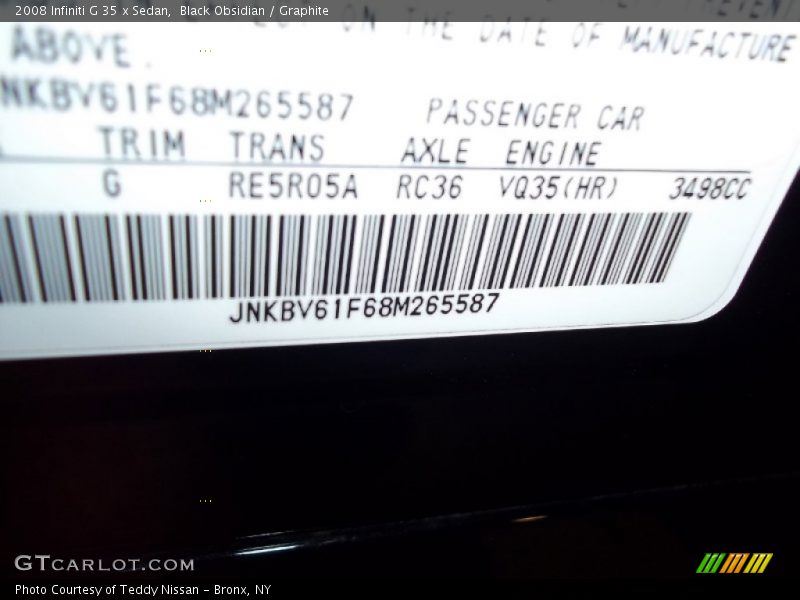 2008 Infiniti G 35 x Sedan, Black Obsidian / Graphite
ON THE DATE OF MANUFACTURE
ABOVE.
NKBV61F68M265587 PASSENGER CAR
TRIM TRANS AXLE ENGINE
G RE5R05A RC36 VQ35(HR) 3498CC
JNKBV61F68M265587
GTCARLOT.COM
Photo Courtesy of Teddy Nissan - Bronx, NY